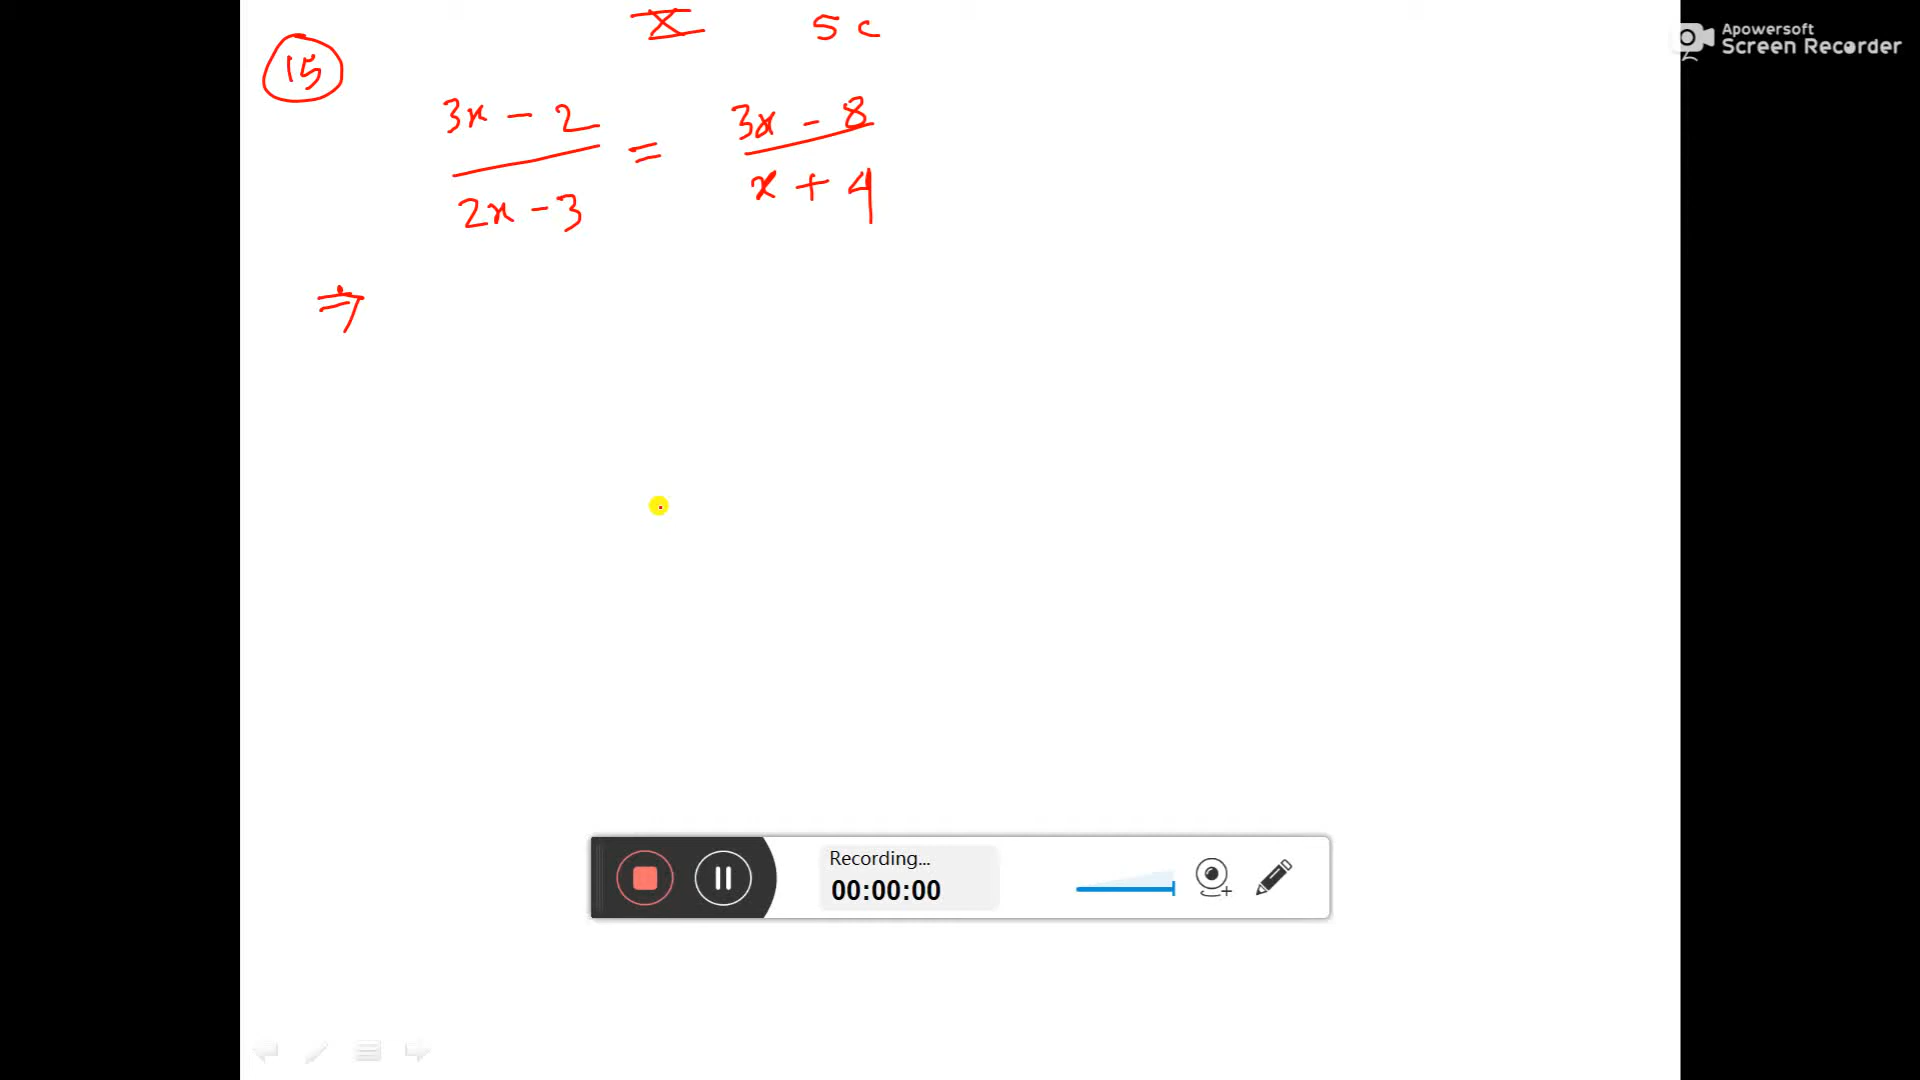 X 5c
Apowersoft
Screen Recorder
15
3x - 2 = 3x - 8
2x - 3 x + 4
⇒
Recording...
00:00:00